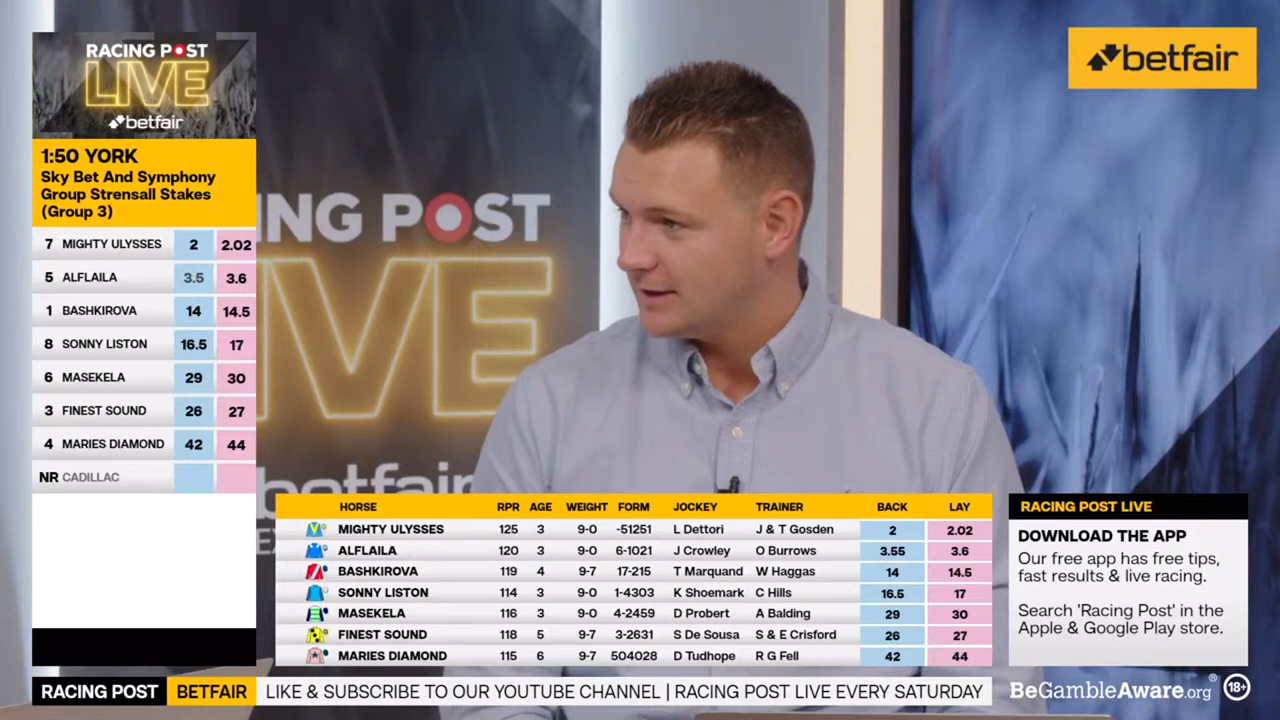 RACING POST
LIVE
betfair
1:50 YORK
Sky Bet And Symphony
Group Strensall Stakes
(Group 3)
7 MIGHTY ULYSSES 2 2.02
5 ALFLAILA 3.5 3.6
1 BASHKIROVA 14 14.5
8 SONNY LISTON 16.5 17
6 MASEKELA 29 30
3 FINEST SOUND 26 27
4 MARIES DIAMOND 42 44
NR CADILLAC
ING POST
IVE
betfair
betfair
HORSE RPR AGE WEIGHT FORM JOCKEY TRAINER BACK LAY
MIGHTY ULYSSES 125 3 9-0 -51251 L Dettori J & T Gosden 2 2.02
ALFLAILA 120 3 9-0 6-1021 J Crowley O Burrows 3.55 3.6
BASHKIROVA 119 4 9-7 17-215 T Marquand W Haggas 14 14.5
SONNY LISTON 114 3 9-0 1-4303 K Shoemark C Hills 16.5 17
MASEKELA 116 3 9-0 4-2459 D Probert A Balding 29 30
FINEST SOUND 118 5 9-7 3-2631 S De Sousa S & E Crisford 26 27
MARIES DIAMOND 115 6 9-7 504028 D Tudhope R G Fell 42 44
RACING POST LIVE
DOWNLOAD THE APP
Our free app has free tips,
fast results & live racing.
Search 'Racing Post' in the
Apple & Google Play store.
RACING POST BETFAIR LIKE & SUBSCRIBE TO OUR YOUTUBE CHANNEL | RACING POST LIVE EVERY SATURDAY
BeGambleAware.org® 18+